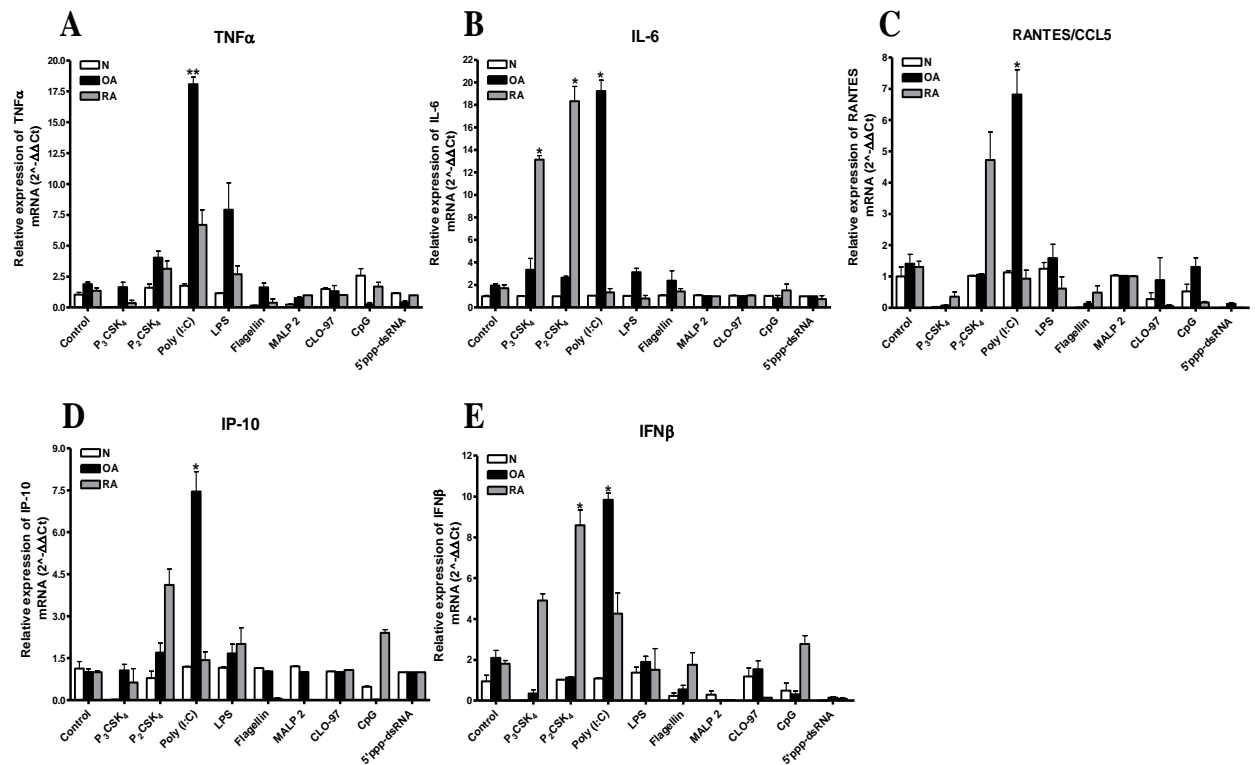 A
TNFα
Relative expression of TNFα
mRNA (2^-ΔΔCt)
20.0
17.5
15.0
12.5
10.0
7.5
5.0
2.5
0.0
N
OA
RA
**
Control
P3CSK4
P2CSK4
Poly (I:C)
LPS
Flagellin
MALP 2
CLO-97
CpG
5'ppp-dsRNA
B
IL-6
Relative expression of IL-6
mRNA (2^-ΔΔCt)
22
20
18
16
14
12
10
8
6
4
2
0
N
OA
RA
*
*
*
Control
P3CSK4
P2CSK4
Poly (I:C)
LPS
Flagellin
MALP 2
CLO-97
CpG
5'ppp-dsRNA
C
RANTES/CCL5
Relative expression of RANTES
mRNA (2^-ΔΔCt)
8
7
6
5
4
3
2
1
0
N
OA
RA
*
Control
P3CSK4
P2CSK4
Poly (I:C)
LPS
Flagellin
MALP 2
CLO-97
CpG
5'ppp-dsRNA
D
IP-10
Relative expression of IP-10
mRNA (2^-ΔΔCt)
9.0
7.5
6.0
4.5
3.0
1.5
0.0
N
OA
RA
*
Control
P3CSK4
P2CSK4
Poly (I:C)
LPS
Flagellin
MALP 2
CLO-97
CpG
5'ppp-dsRNA
E
IFNβ
Relative expression of IFNβ
mRNA (2^-ΔΔCt)
12
10
8
6
4
2
0
N
OA
RA
*
*
Control
P3CSK4
P2CSK4
Poly (I:C)
LPS
Flagellin
MALP 2
CLO-97
CpG
5'ppp-dsRNA